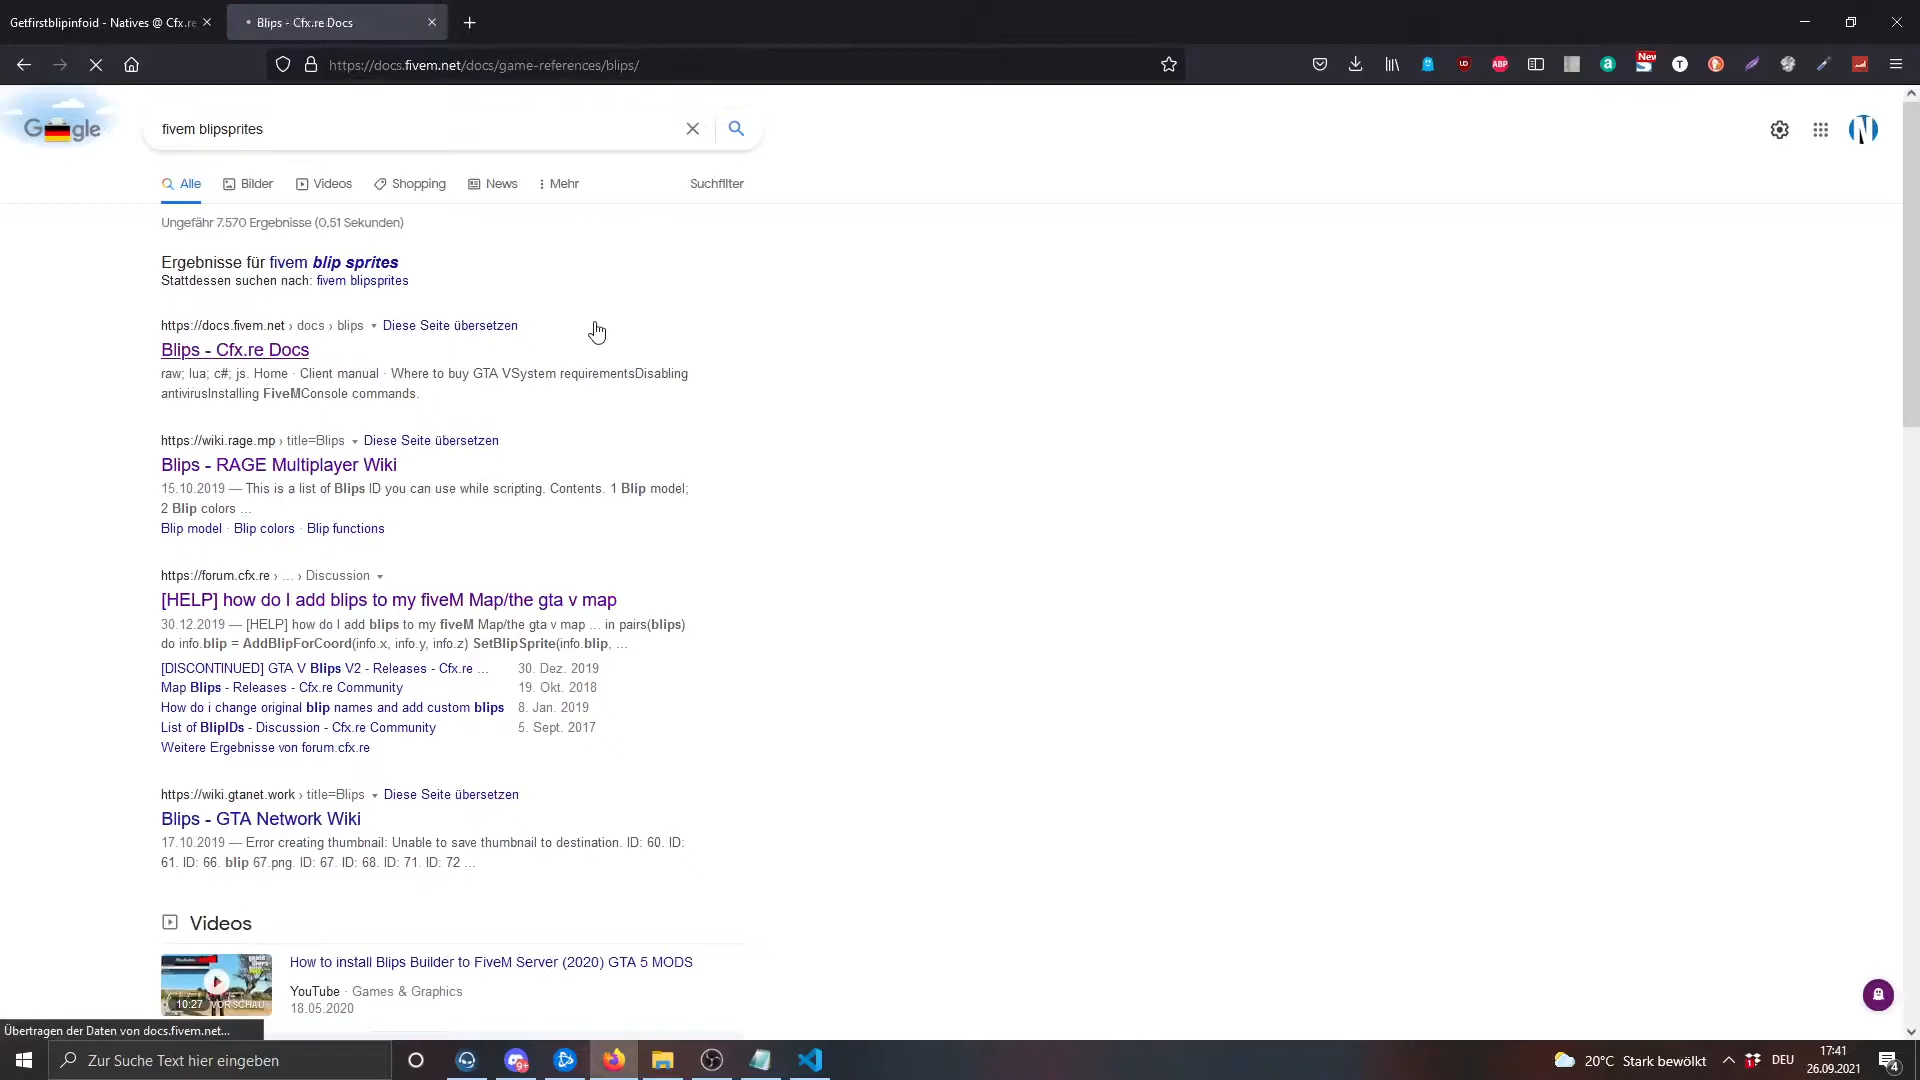 Getfirstblipinfoid - Natives @ Cfx.re
Blips - Cfx.re Docs
https://docs.fivem.net/docs/game-references/blips/
Google
fivem blipsprites
Alle
Bilder
Videos
Shopping
News
Mehr
Suchfilter
Ungefähr 7.570 Ergebnisse (0,51 Sekunden)
Ergebnisse für fivem blip sprites
Stattdessen suchen nach: fivem blipsprites
https://docs.fivem.net › docs › blips
Diese Seite übersetzen
Blips - Cfx.re Docs
raw; lua; c#; js. Home · Client manual · Where to buy GTA VSystem requirementsDisabling
antivirusInstalling FiveMConsole commands.
https://wiki.rage.mp › title=Blips
Diese Seite übersetzen
Blips - RAGE Multiplayer Wiki
15.10.2019 — This is a list of Blips ID you can use while scripting. Contents. 1 Blip model;
2 Blip colors ...
Blip model · Blip colors · Blip functions
https://forum.cfx.re › ... › Discussion
[HELP] how do I add blips to my fiveM Map/the gta v map
30.12.2019 — [HELP] how do I add blips to my fiveM Map/the gta v map ... in pairs(blips)
do info.blip = AddBlipForCoord(info.x, info.y, info.z) SetBlipSprite(info.blip, ...
[DISCONTINUED] GTA V Blips V2 - Releases - Cfx.re ... 30. Dez. 2019
Map Blips - Releases - Cfx.re Community 19. Okt. 2018
How do i change original blip names and add custom blips 8. Jan. 2019
List of BlipIDs - Discussion - Cfx.re Community 5. Sept. 2017
Weitere Ergebnisse von forum.cfx.re
https://wiki.gtanet.work › title=Blips
Diese Seite übersetzen
Blips - GTA Network Wiki
17.10.2019 — Error creating thumbnail: Unable to save thumbnail to destination. ID: 60. ID:
61. ID: 66. blip 67.png. ID: 67. ID: 68. ID: 71. ID: 72 ...
Videos
How to install Blips Builder to FiveM Server (2020) GTA 5 MODS
YouTube · Games & Graphics
18.05.2020
10:27
VORSCHAU
Übertragen der Daten von docs.fivem.net...
Zur Suche Text hier eingeben
20°C Stark bewölkt
DEU
17:41
26.09.2021
4
New
ABP
9+